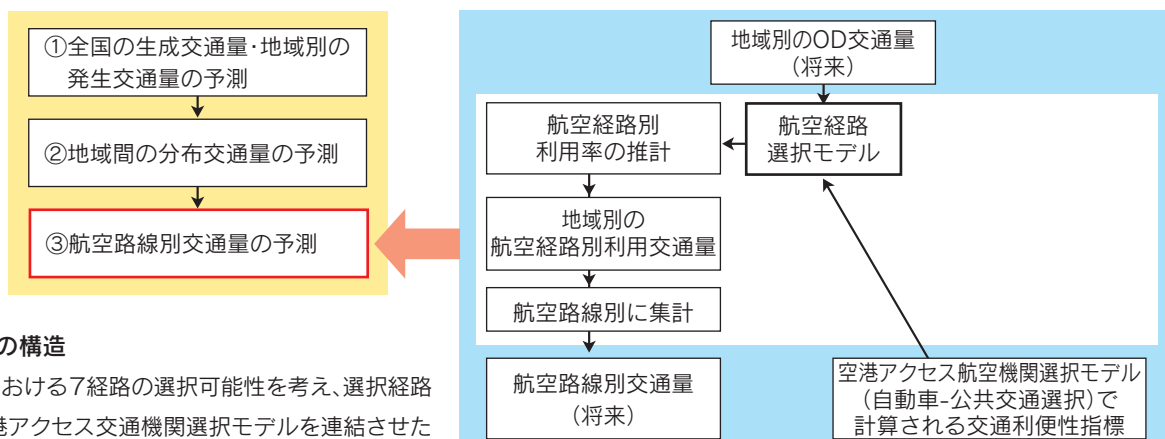 ①全国の生成交通量・地域別の
発生交通量の予測
②地域間の分布交通量の予測
③航空路線別交通量の予測
地域別のOD交通量
（将来）
航空経路
選択モデル
航空経路別
利用率の推計
地域別の
航空経路別利用交通量
航空路線別に集計
航空路線別交通量
（将来）
空港アクセス航空機関選択モデル
（自動車-公共交通選択）で
計算される交通利便性指標
の構造
おける7経路の選択可能性を考え、選択経路
港アクセス交通機関選択モデルを連結させた